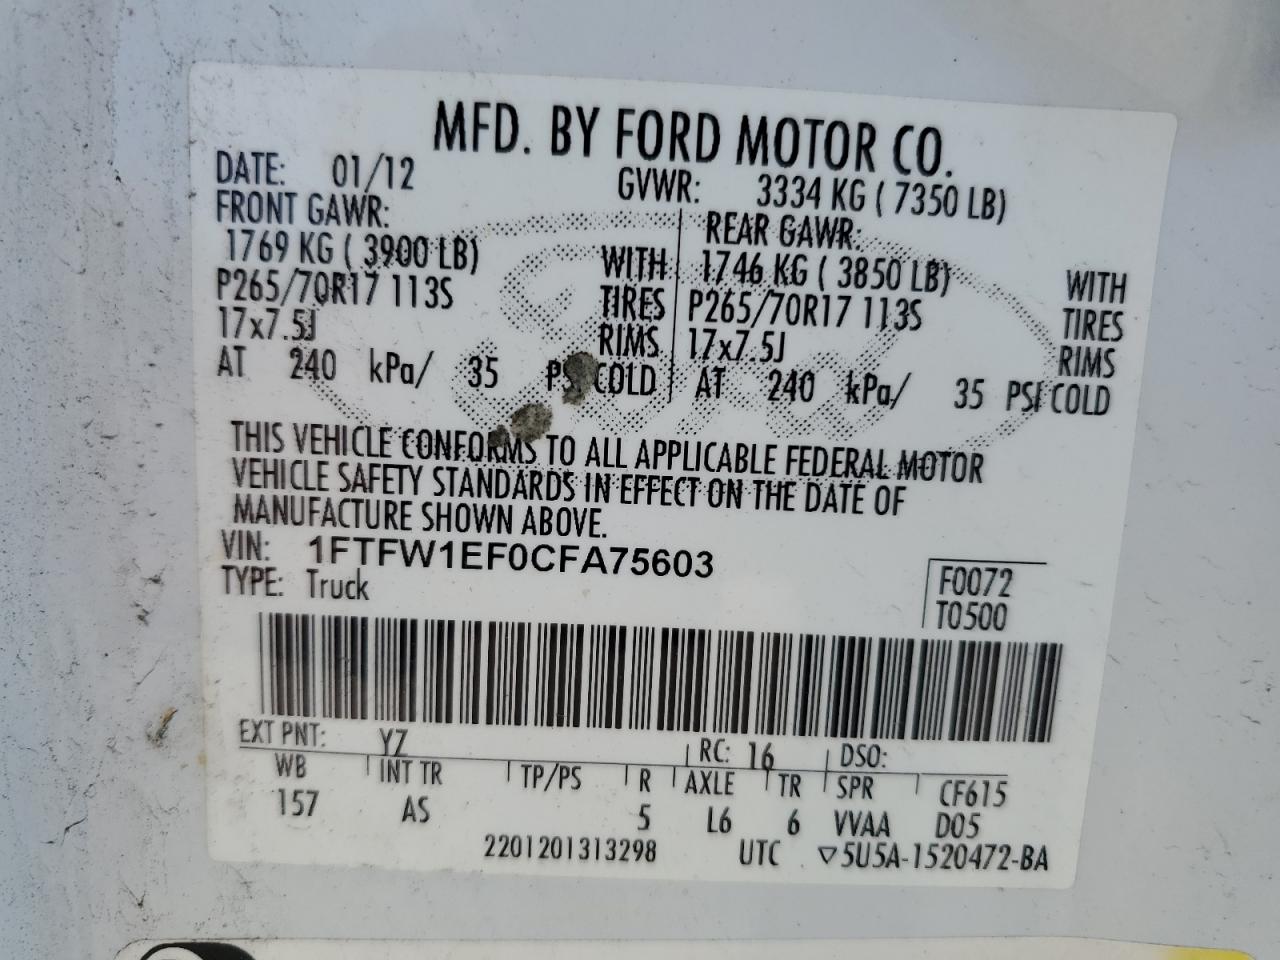 MFD. BY FORD MOTOR CO.
DATE: 01/12 GVWR: 3334 KG ( 7350 LB)
FRONT GAWR: REAR GAWR:
1769 KG ( 3900 LB) WITH 1746 KG ( 3850 LB) WITH
P265/70R17 113S TIRES P265/70R17 113S TIRES
17x7.5J RIMS 17x7.5J RIMS
AT 240 kPa/ 35 PSI COLD AT 240 kPa/ 35 PSI COLD
THIS VEHICLE CONFORMS TO ALL APPLICABLE FEDERAL MOTOR
VEHICLE SAFETY STANDARDS IN EFFECT ON THE DATE OF
MANUFACTURE SHOWN ABOVE.
VIN: 1FTFW1EF0CFA75603
TYPE: Truck F0072
T0500
EXT PNT: YZ RC: 16 DSO:
WB INT TR TP/PS R AXLE TR SPR CF615
157 AS 5 L6 6 VVAA D05
2201201313298 UTC ▽5U5A-1520472-BA